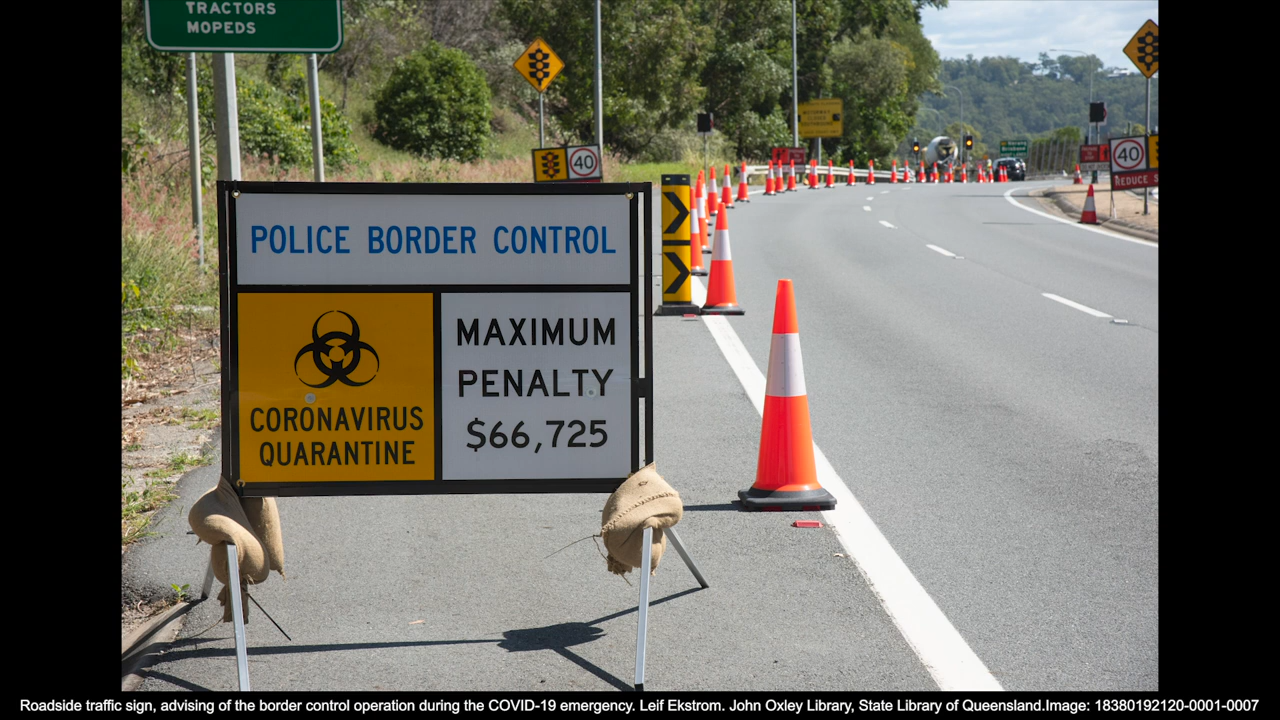 TRACTORS
MOPEDS
POLICE BORDER CONTROL
CORONAVIRUS
QUARANTINE
MAXIMUM
PENALTY
$66,725
40
40
REDUCE S
Roadside traffic sign, advising of the border control operation during the COVID-19 emergency. Leif Ekstrom. John Oxley Library, State Library of Queensland.Image: 18380192120-0001-0007